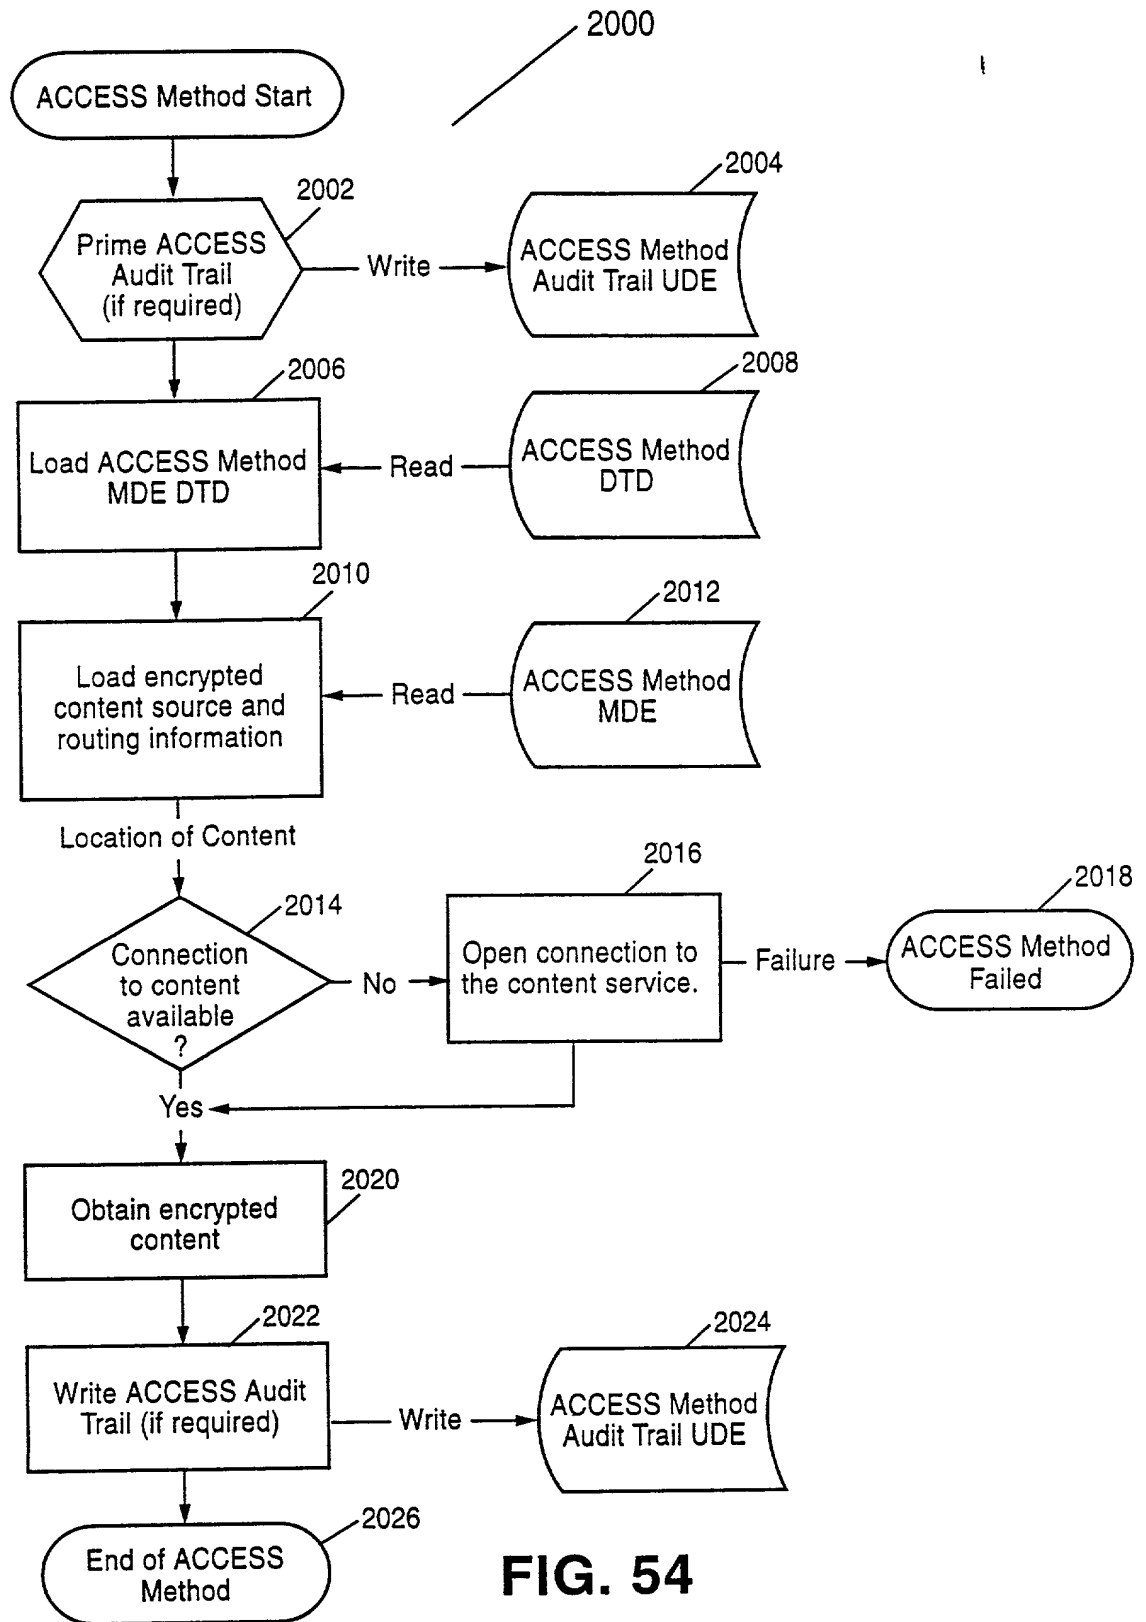 2000
ACCESS Method Start
2002
2004
Prime ACCESS
Audit Trail
(if required)
Write
ACCESS Method
Audit Trail UDE
2006
2008
Load ACCESS Method
MDE DTD
Read
ACCESS Method
DTD
2010
2012
Load encrypted
content source and
routing information
Read
ACCESS Method
MDE
Location of Content
2014
2016
2018
Connection
to content
available
?
No
Open connection to
the content service.
Failure
ACCESS Method
Failed
Yes
2020
Obtain encrypted
content
2022
2024
Write ACCESS Audit
Trail (if required)
Write
ACCESS Method
Audit Trail UDE
2026
End of ACCESS
Method
FIG. 54